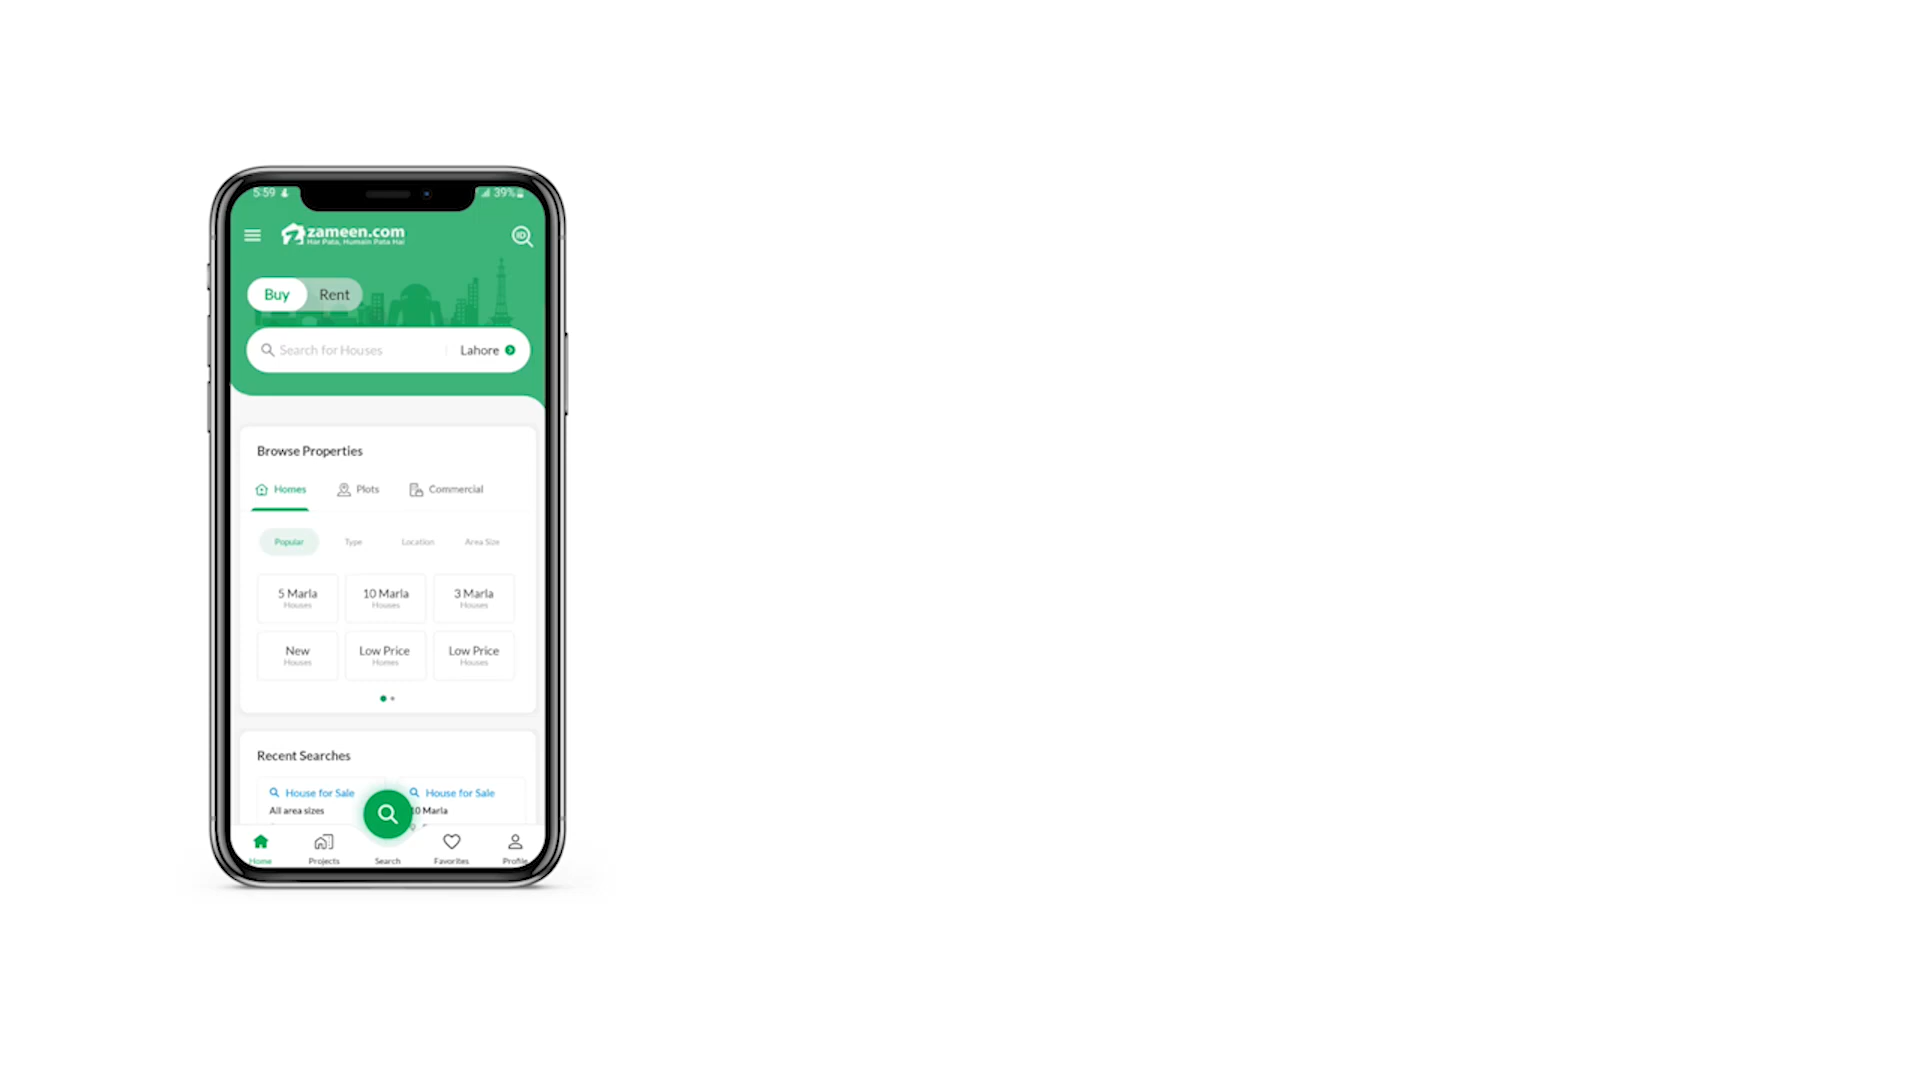 5:59
39%
zameen.com
Har Pata, Humein Pata Hai
ID
Buy Rent
Search for Houses Lahore
Browse Properties
Homes Plots Commercial
Popular Type Location Area Size
5 Marla 10 Marla 3 Marla
Houses Houses Houses
New Low Price Low Price
Houses Homes Houses
Recent Searches
House for Sale House for Sale
All area sizes 10 Marla
Home Projects Search Favorites Profile